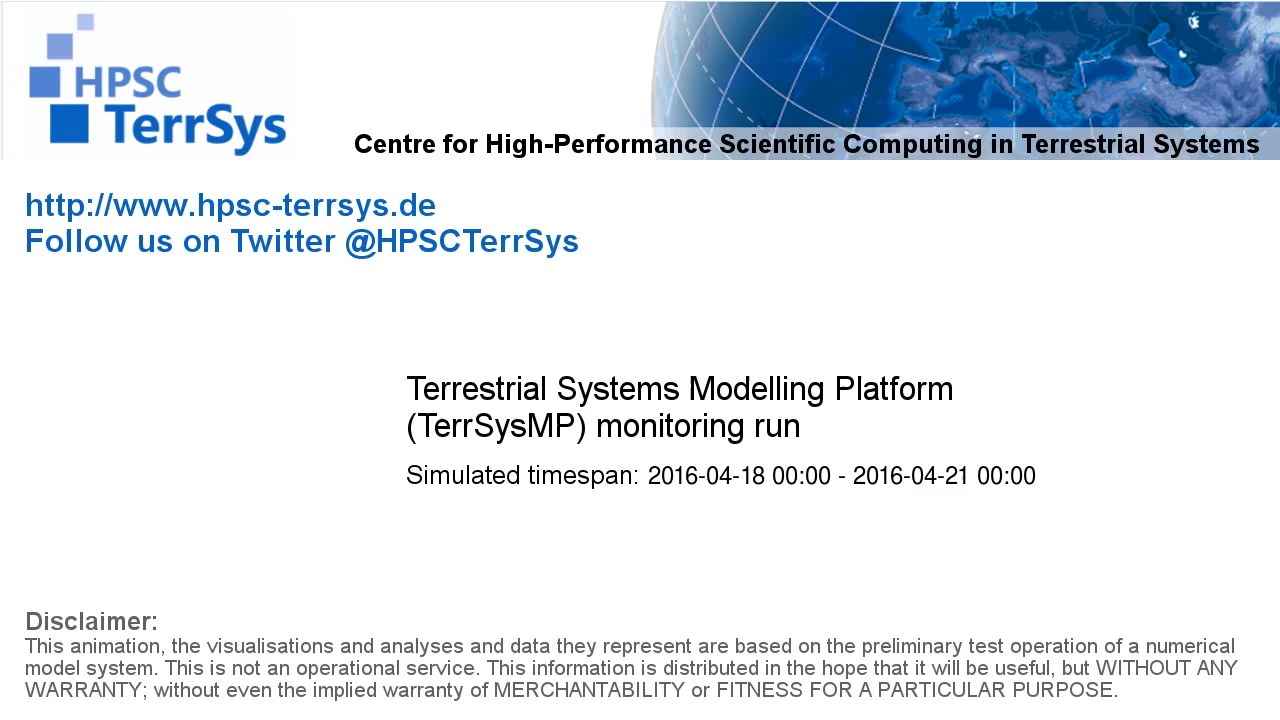 HPSC
TerrSys
Centre for High-Performance Scientific Computing in Terrestrial Systems
http://www.hpsc-terrsys.de
Follow us on Twitter @HPSCTerrSys
Terrestrial Systems Modelling Platform
(TerrSysMP) monitoring run
Simulated timespan: 2016-04-18 00:00 - 2016-04-21 00:00
Disclaimer:
This animation, the visualisations and analyses and data they represent are based on the preliminary test operation of a numerical
model system. This is not an operational service. This information is distributed in the hope that it will be useful, but WITHOUT ANY
WARRANTY; without even the implied warranty of MERCHANTABILITY or FITNESS FOR A PARTICULAR PURPOSE.